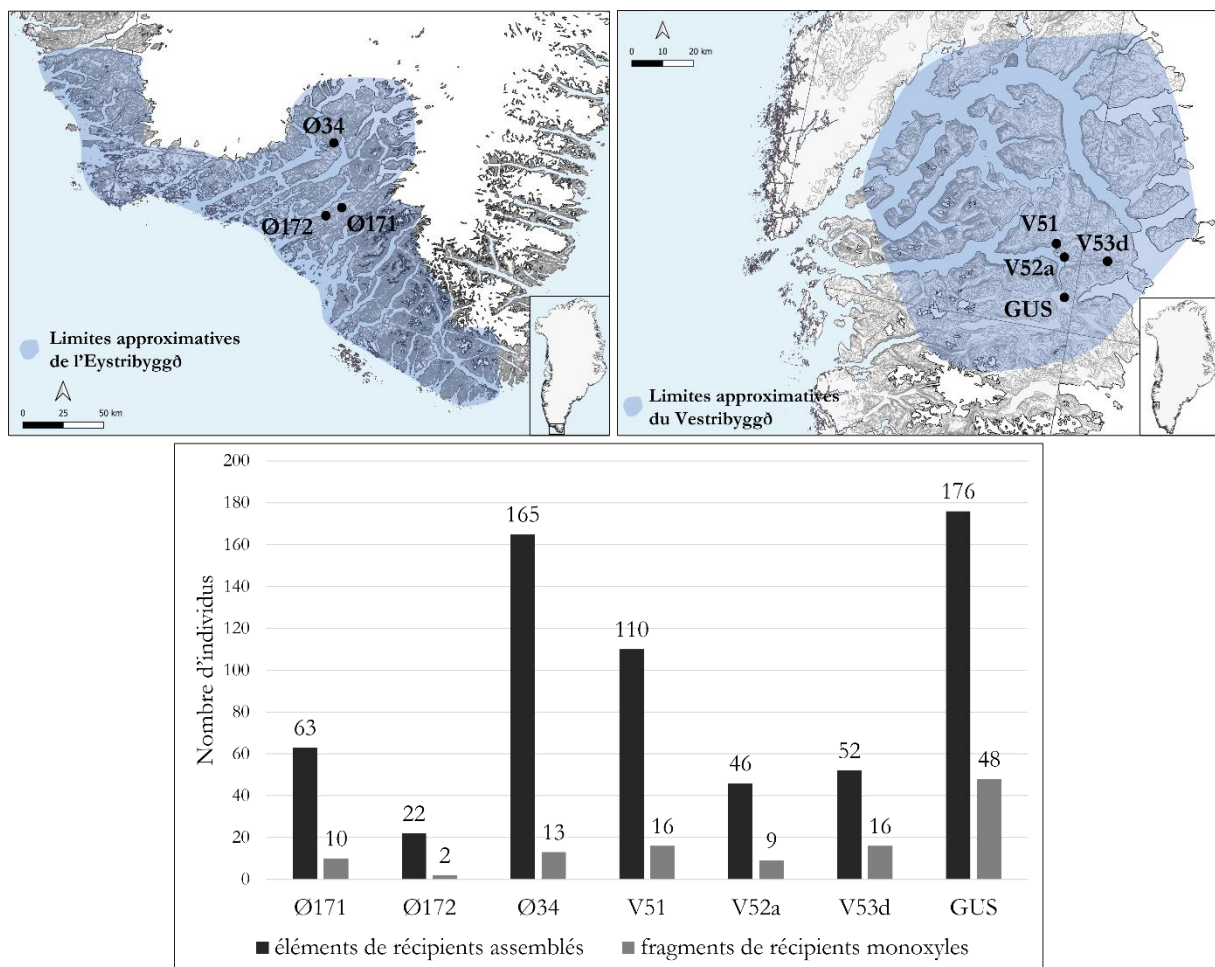 Ø34
Ø172
Ø171
Limites approximatives
de l'Eystribyggð
0 25 50 km
0 10 20 km
V51
V53d
V52a
GUS
Limites approximatives
du Vestribyggð
Nombre d'individus
200
180
160
140
120
100
80
60
40
20
0
63
10
22
2
165
13
110
16
46
9
52
16
176
48
Ø171 Ø172 Ø34 V51 V52a V53d GUS
éléments de récipients assemblés fragments de récipients monoxyles